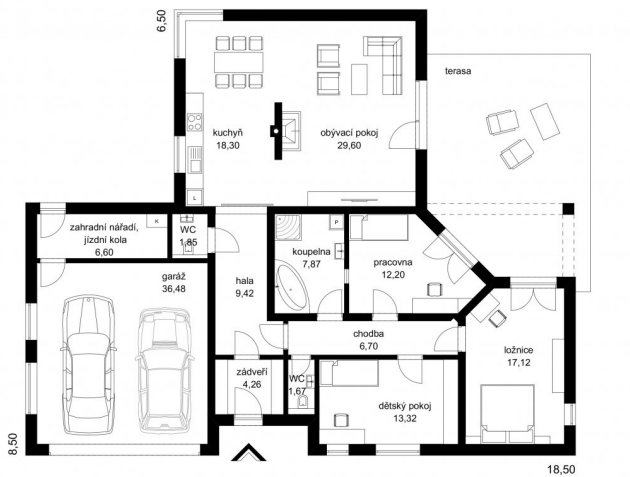 6,50
terasa
kuchyň
18,30
obývací pokoj
29,60
zahradní nářadí,
jízdní kola
6,60
K
WC
1,85
L
P
koupelna
7,87
pracovna
12,20
garáž
36,48
hala
9,42
chodba
6,70
ložnice
17,12
zádveří
4,26
WC
1,67
dětský pokoj
13,32
8,50
18,50